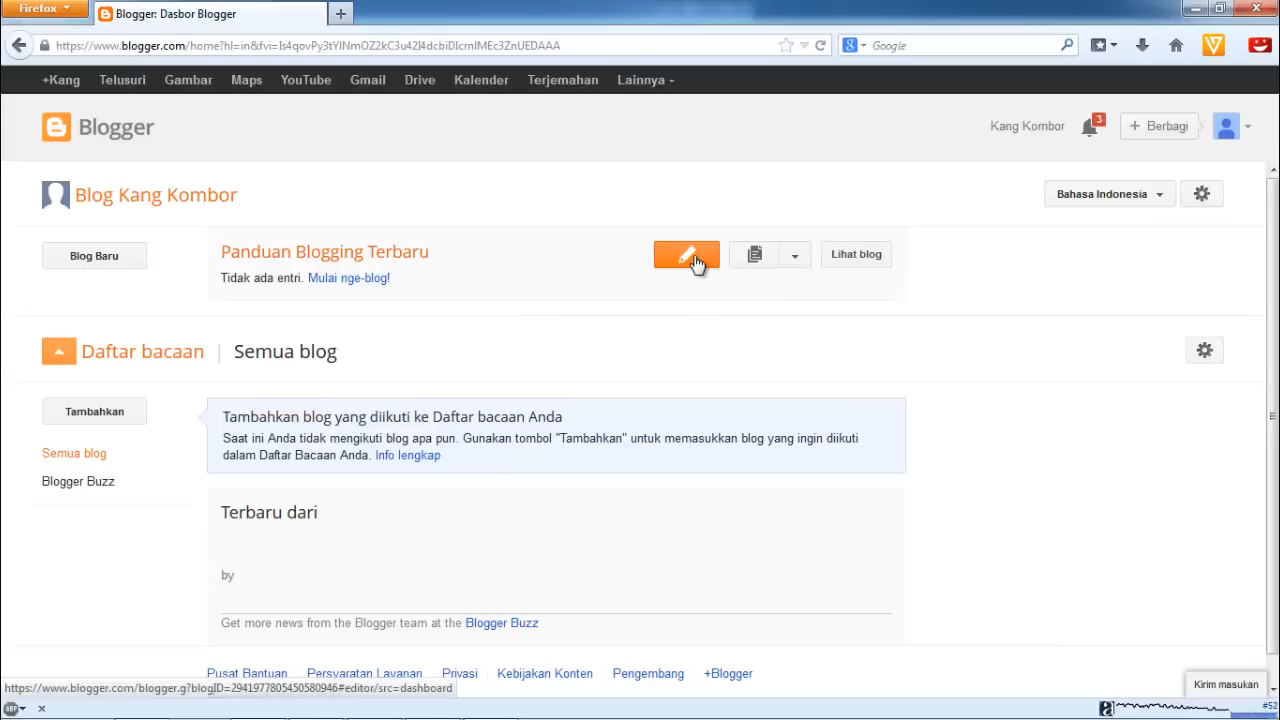 Firefox
Blogger: Dasbor Blogger
https://www.blogger.com/home?hl=in&fvi=Is4qovPy3tYINmOZ2kC3u42I4dcbiDIcmIMEc3ZnUEDAAA
Google
+Kang Telusuri Gambar Maps YouTube Gmail Drive Kalender Terjemahan Lainnya
Blogger
Kang Kombor
3
+ Berbagi
Blog Kang Kombor
Bahasa Indonesia
Blog Baru
Panduan Blogging Terbaru
Lihat blog
Tidak ada entri. Mulai nge-blog!
Daftar bacaan | Semua blog
Tambahkan
Tambahkan blog yang diikuti ke Daftar bacaan Anda
Saat ini Anda tidak mengikuti blog apa pun. Gunakan tombol "Tambahkan" untuk memasukkan blog yang ingin diikuti
dalam Daftar Bacaan Anda. Info lengkap
Semua blog
Blogger Buzz
Terbaru dari
by
Get more news from the Blogger team at the Blogger Buzz
Pusat Bantuan Persyaratan Layanan Privasi Kebijakan Konten Pengembang +Blogger
Kirim masukan
https://www.blogger.com/blogger.g?blogID=2941977805450580946#editor/src=dashboard
ABP
#52